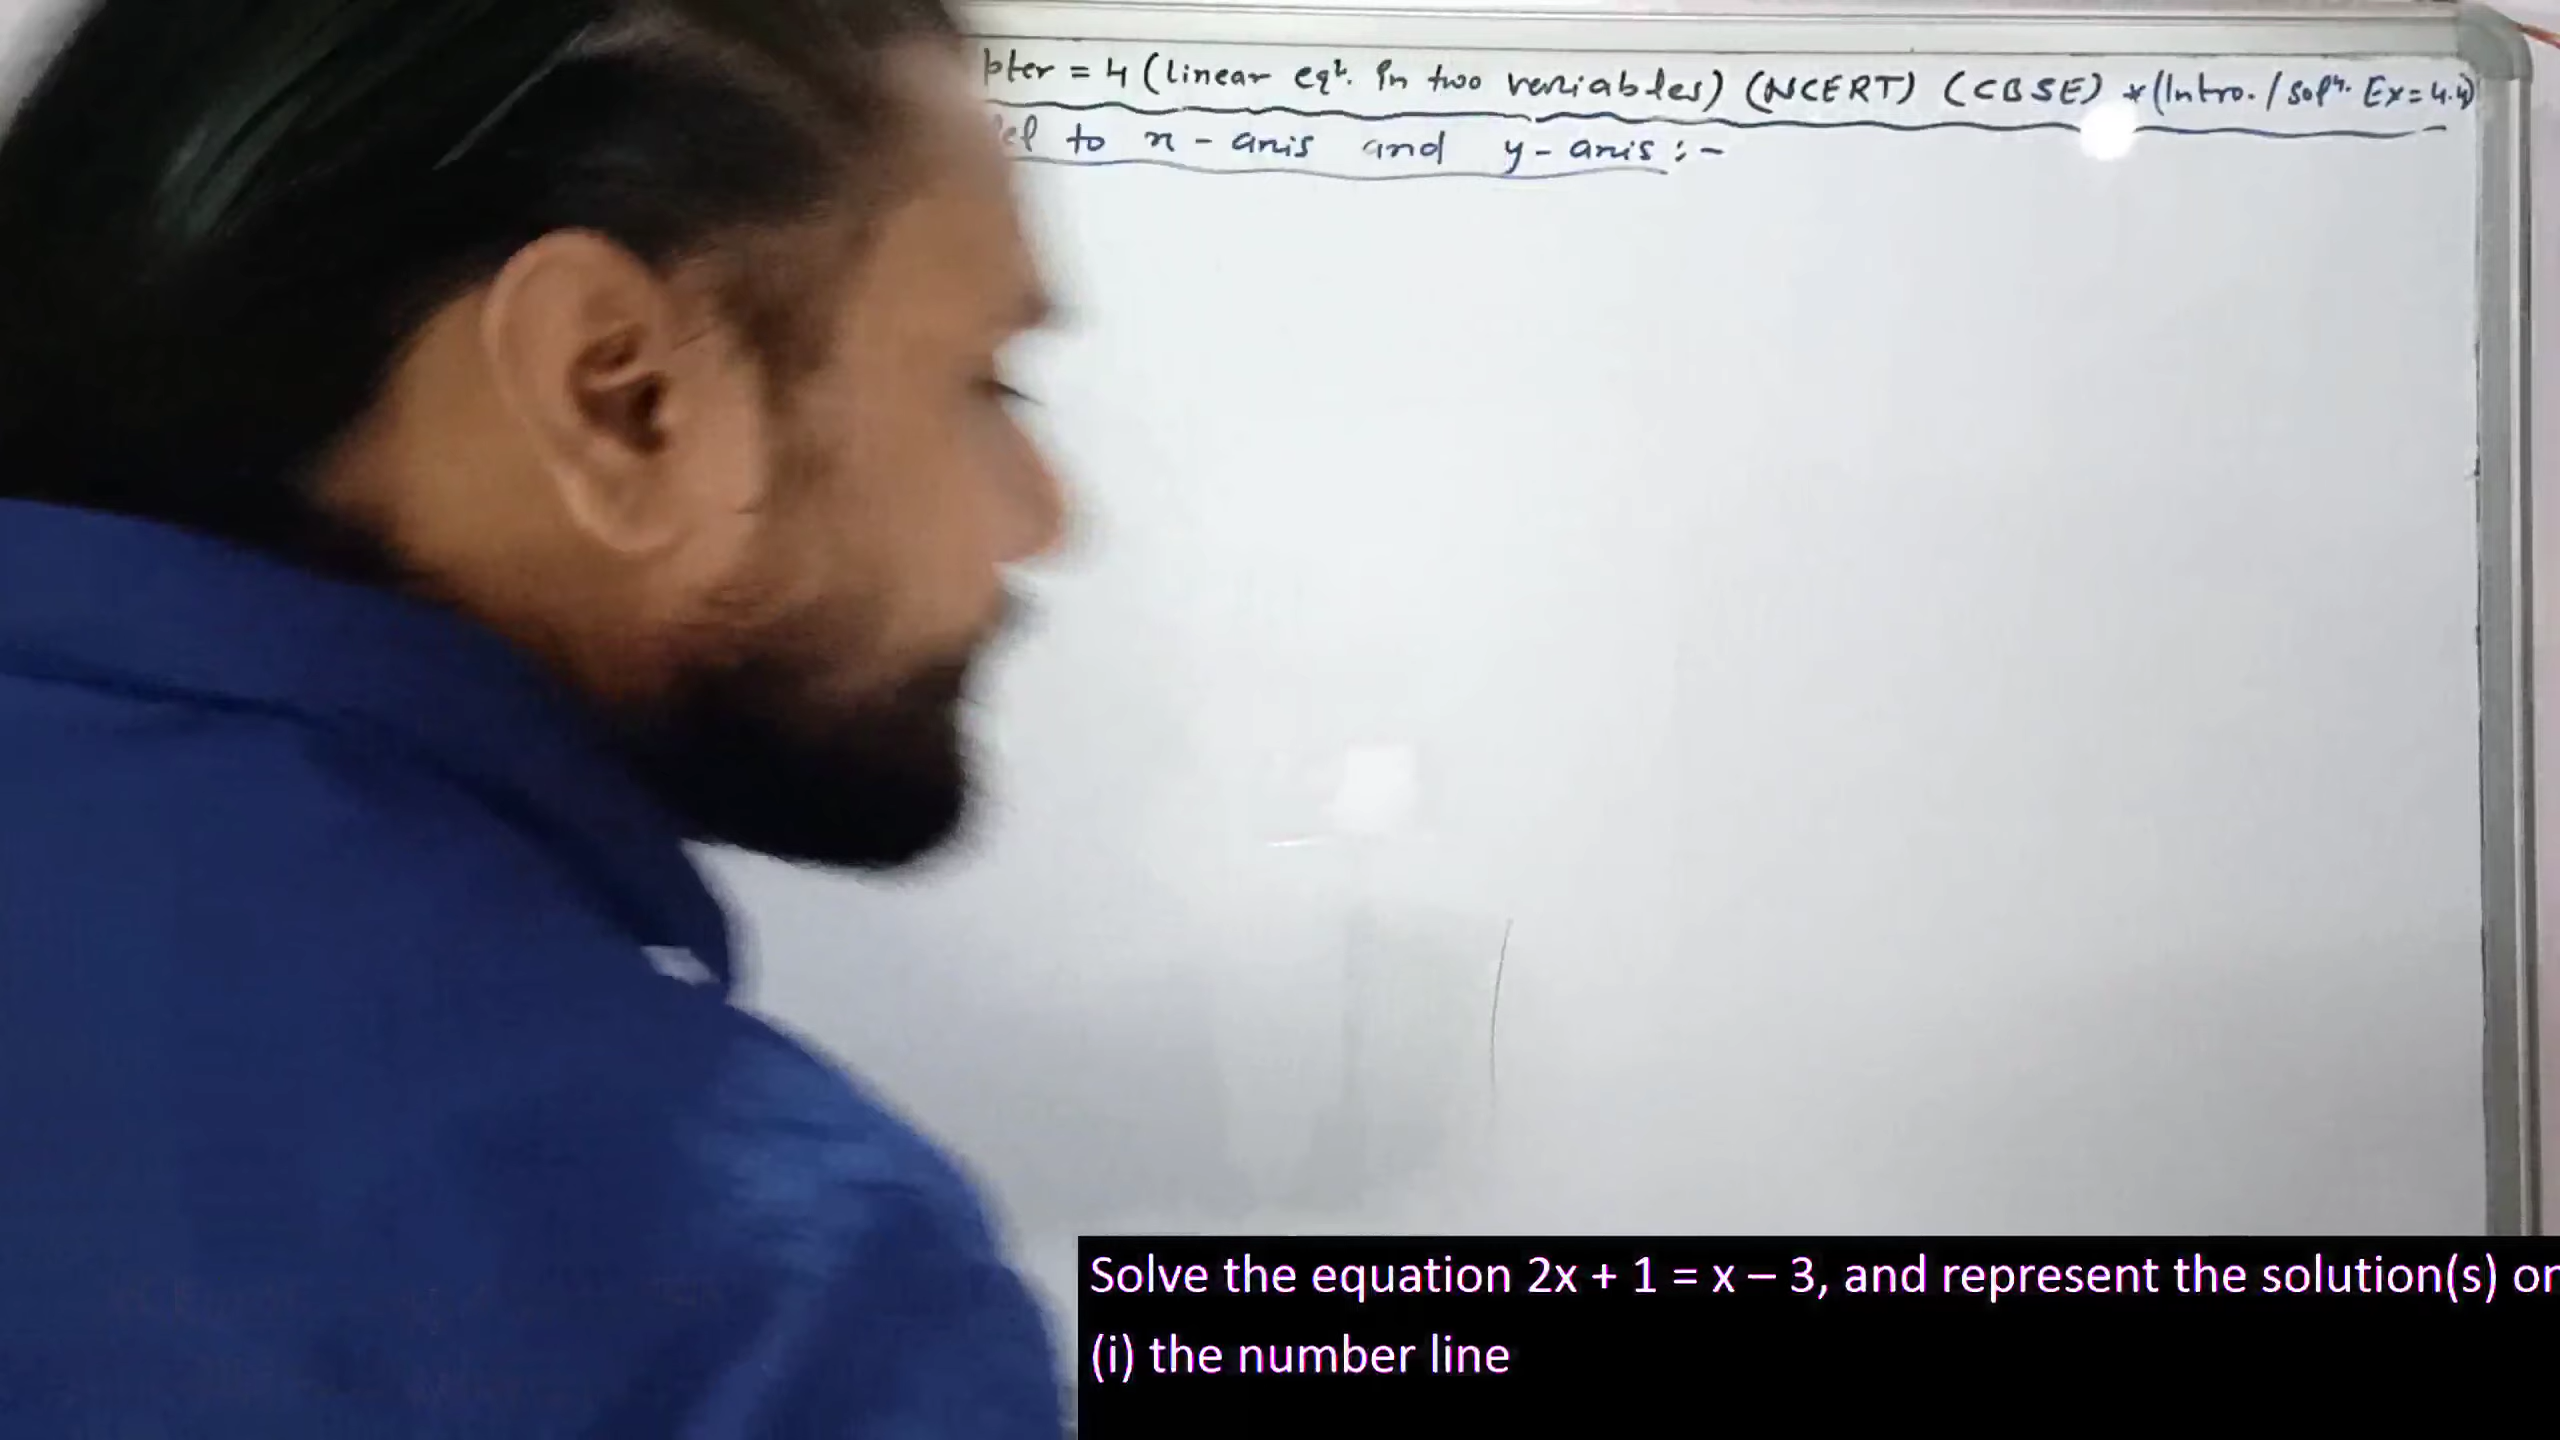 pter = 4 (linear eqⁿ. In two veriables) (NCERT) (CBSE) *(Intro. / solⁿ. Ex = 4.4)
el to x - axis and y - axis : -
Solve the equation 2x + 1 = x – 3, and represent the solution(s) on
(i) the number line